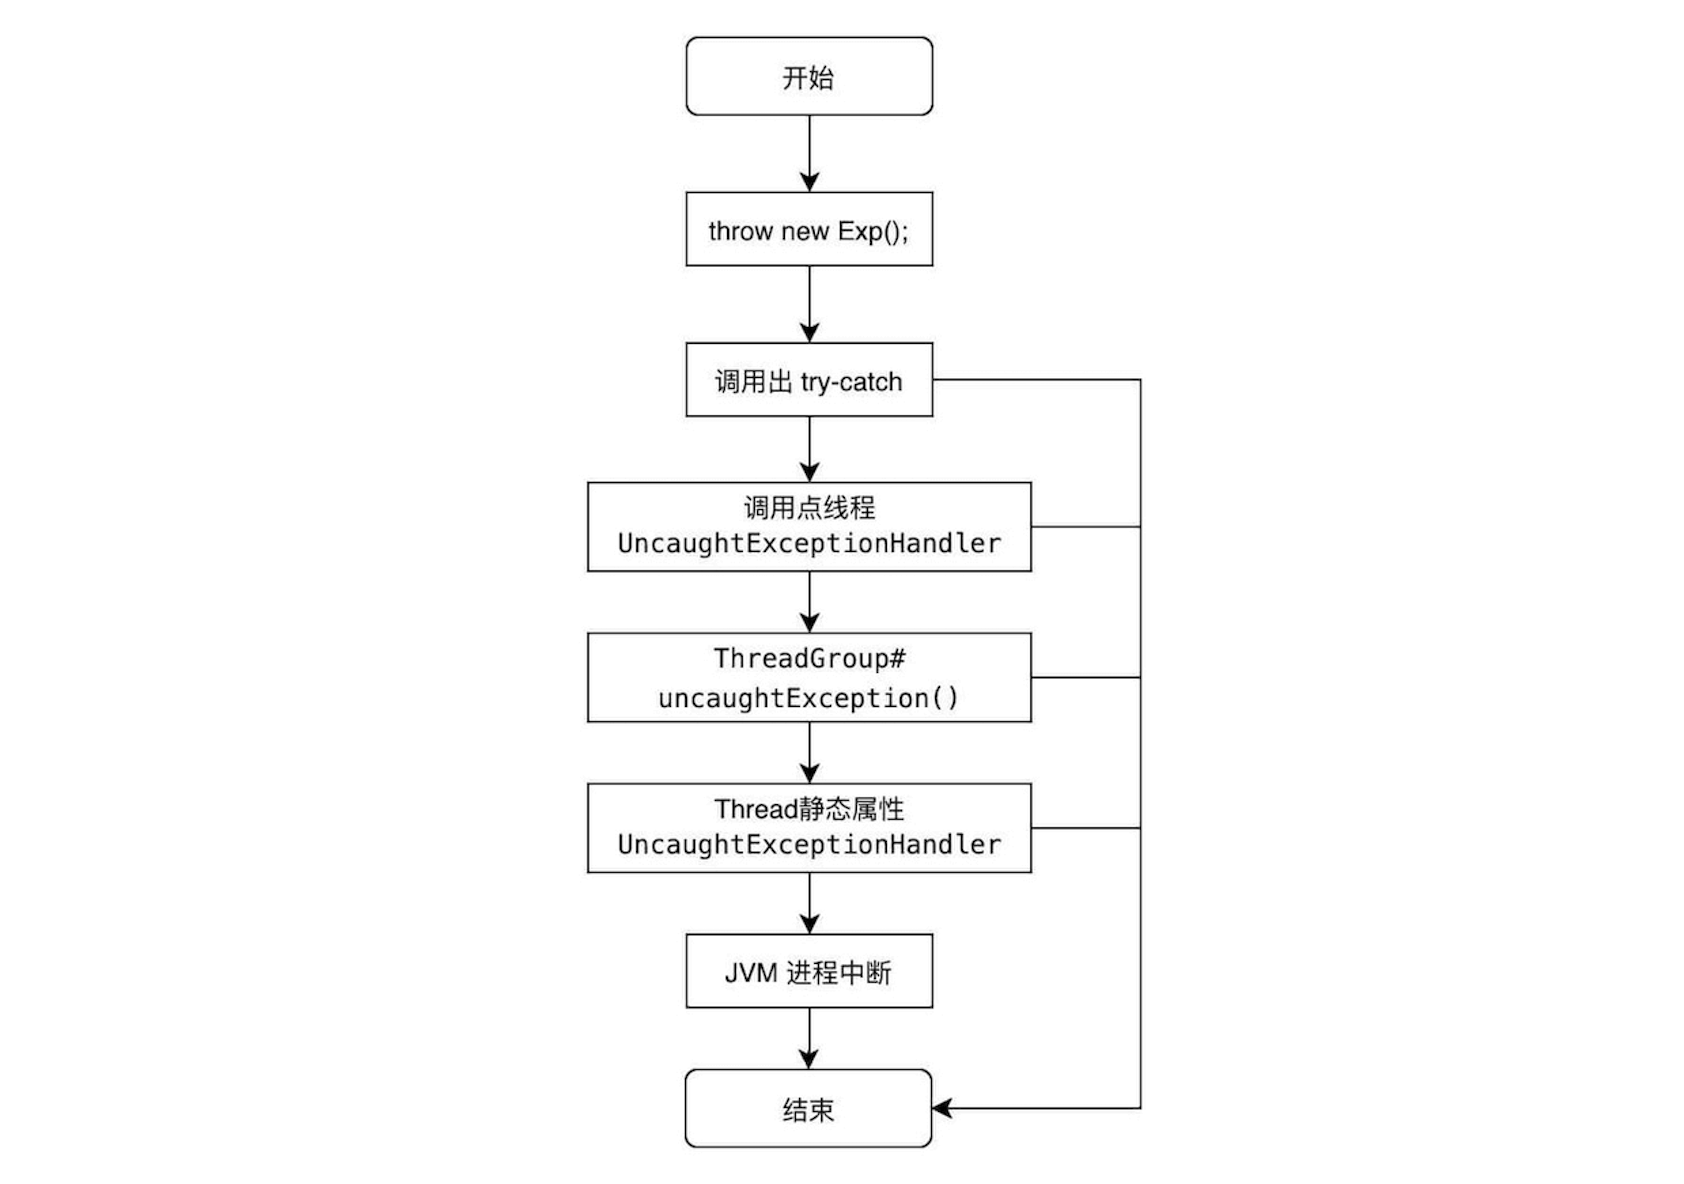 开始
throw new Exp();
调用出 try-catch
调用点线程
UncaughtExceptionHandler
ThreadGroup#
uncaughtException()
Thread静态属性
UncaughtExceptionHandler
JVM 进程中断
结束